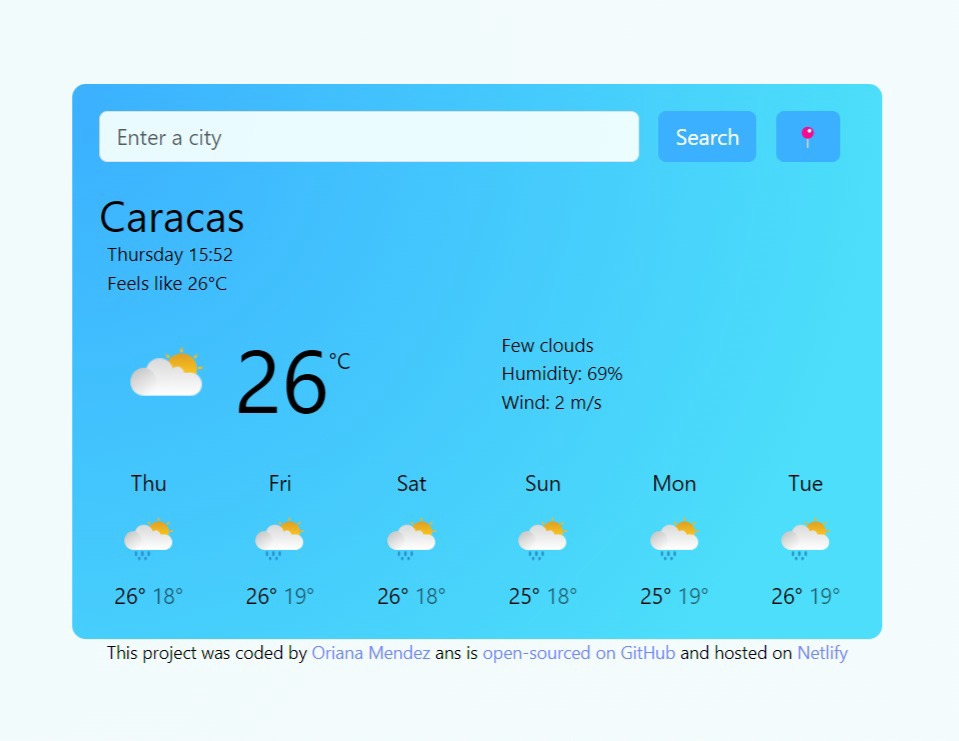 Enter a city Search
Caracas
Thursday 15:52
Feels like 26°C
26 °C
Few clouds
Humidity: 69%
Wind: 2 m/s
Thu Fri Sat Sun Mon Tue
26° 18° 26° 19° 26° 18° 25° 18° 25° 19° 26° 19°
This project was coded by Oriana Mendez ans is open-sourced on GitHub and hosted on Netlify